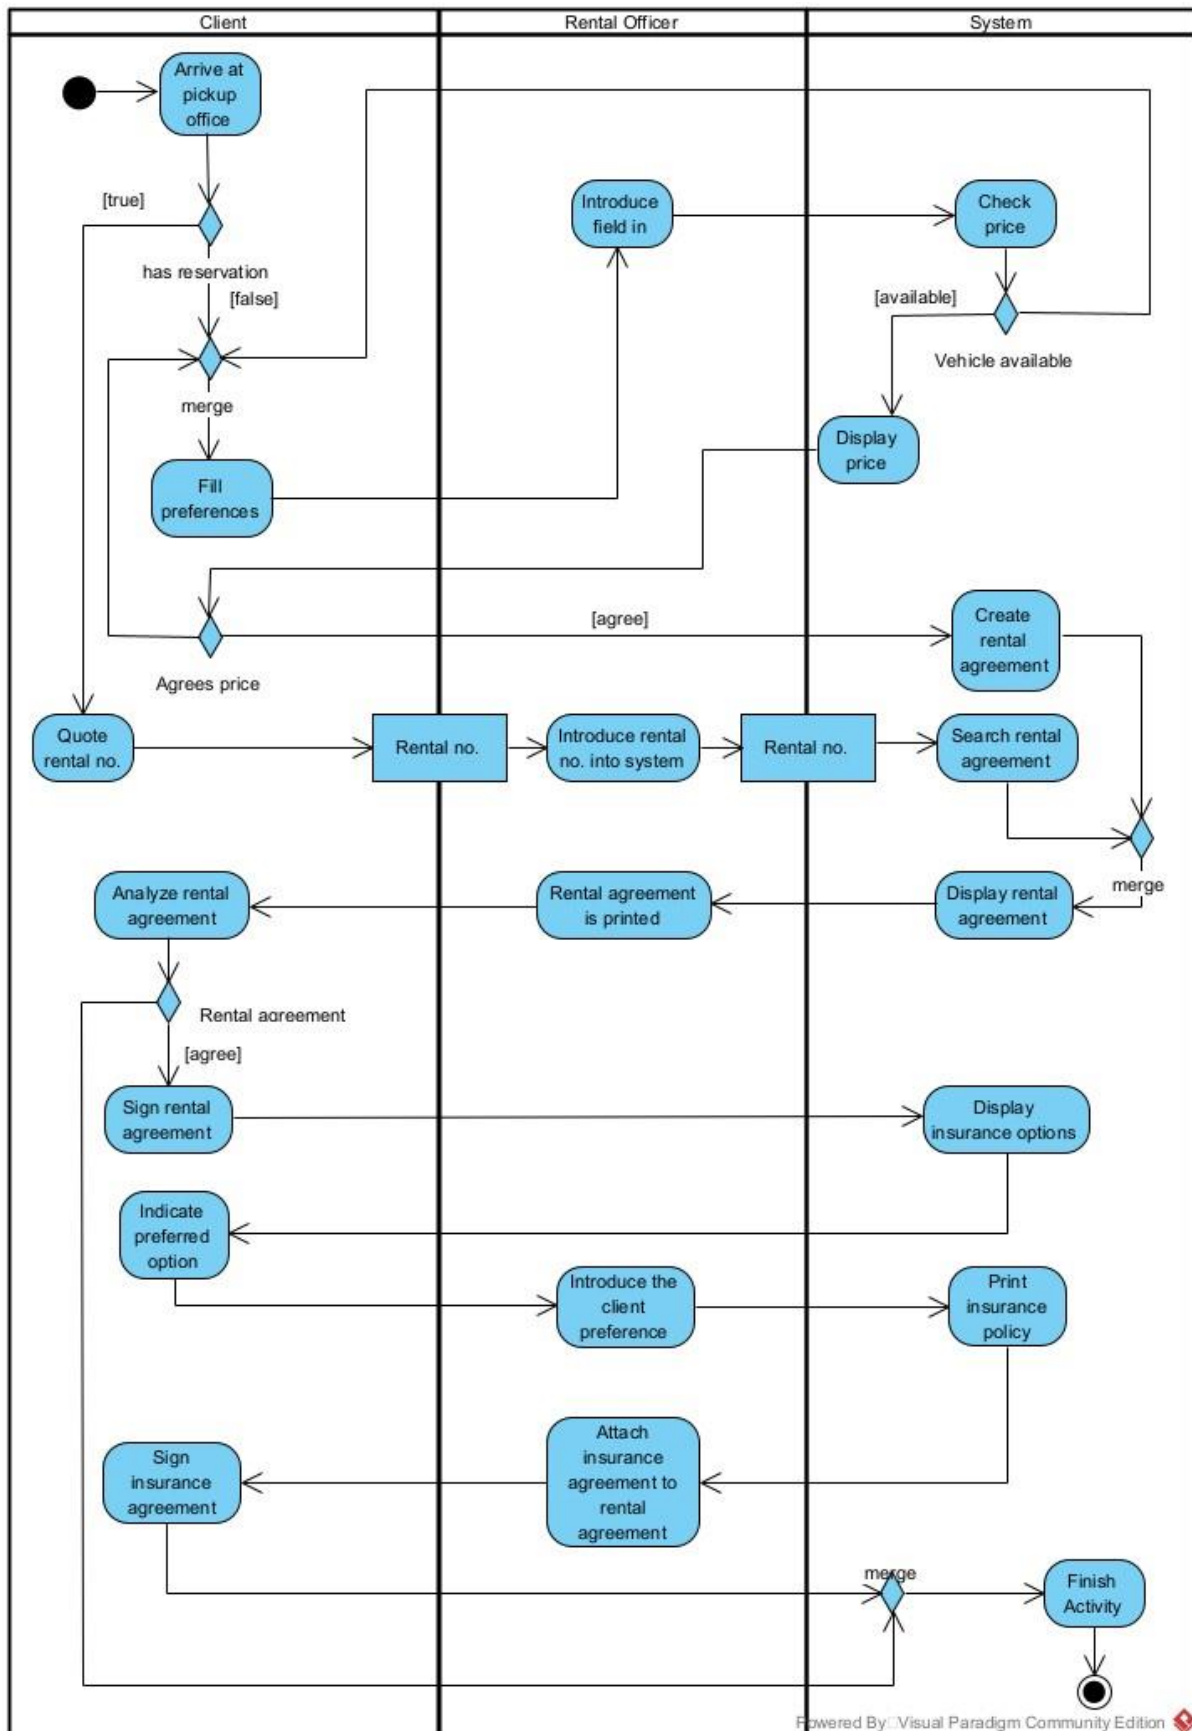 Client
Rental Officer
System
Arrive at
pickup
office
[true]
has reservation
[false]
merge
Fill
preferences
Introduce
field in
Check
price
[available]
Vehicle available
Display
price
[agree]
Agrees price
Create
rental
agreement
Quote
rental no.
Rental no.
Introduce rental
no. into system
Rental no.
Search rental
agreement
merge
Analyze rental
agreement
Rental agreement
is printed
Display rental
agreement
Rental agreement
[agree]
Sign rental
agreement
Display
insurance options
Indicate
preferred
option
Introduce the
client
preference
Print
insurance
policy
Sign
insurance
agreement
Attach
insurance
agreement to
rental
agreement
merge
Finish
Activity
Powered By Visual Paradigm Community Edition